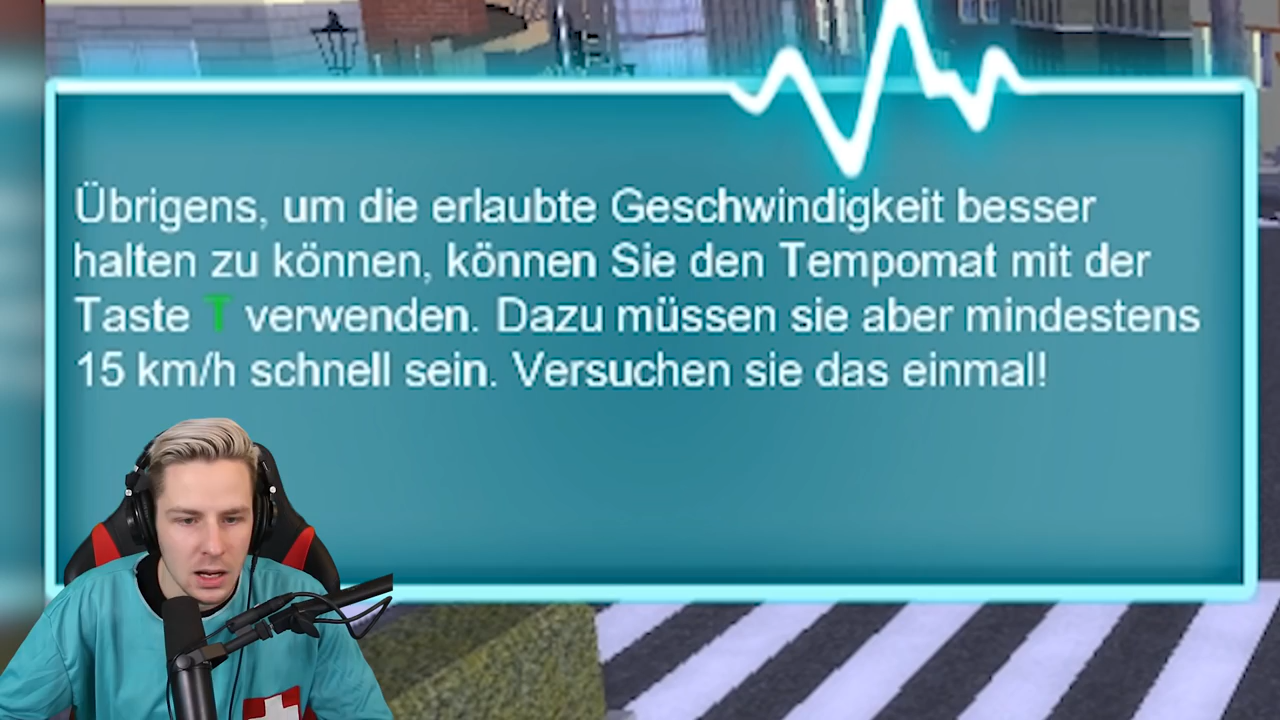 Übrigens, um die erlaubte Geschwindigkeit besser
halten zu können, können Sie den Tempomat mit der
Taste T verwenden. Dazu müssen sie aber mindestens
15 km/h schnell sein. Versuchen sie das einmal!